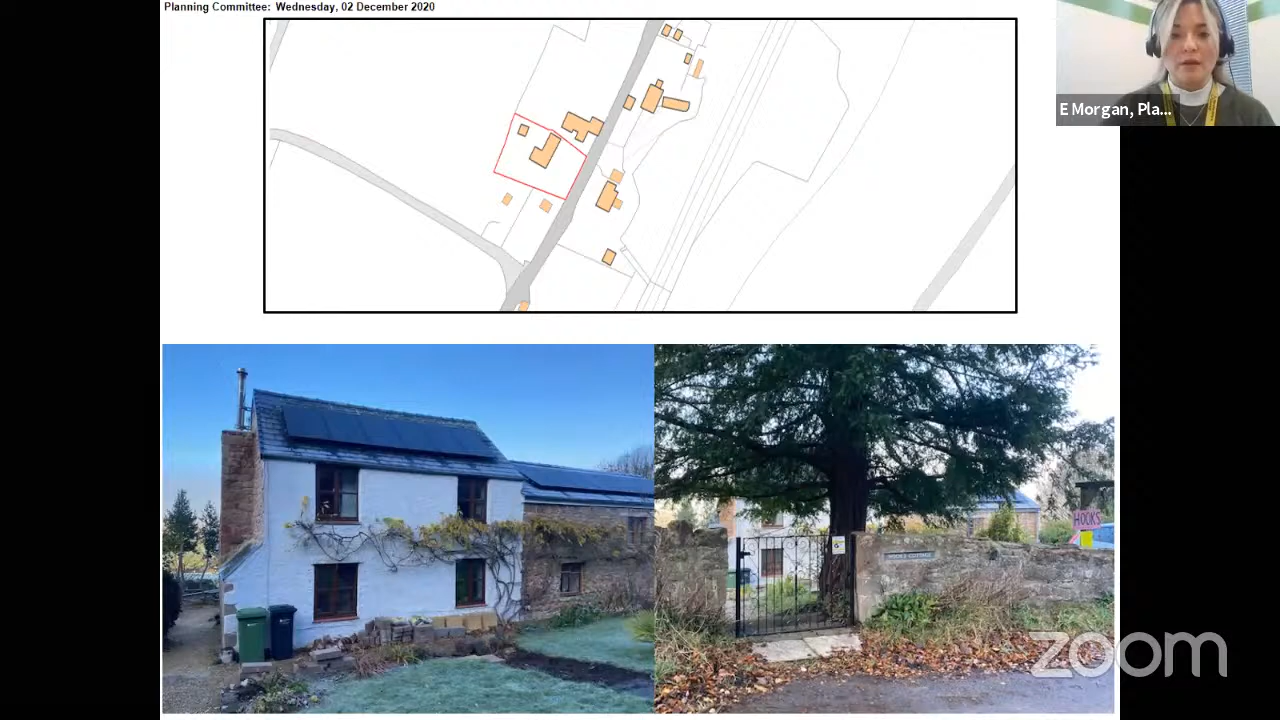 Planning Committee: Wednesday, 02 December 2020
E Morgan, Pla...
HOOKS
zoom